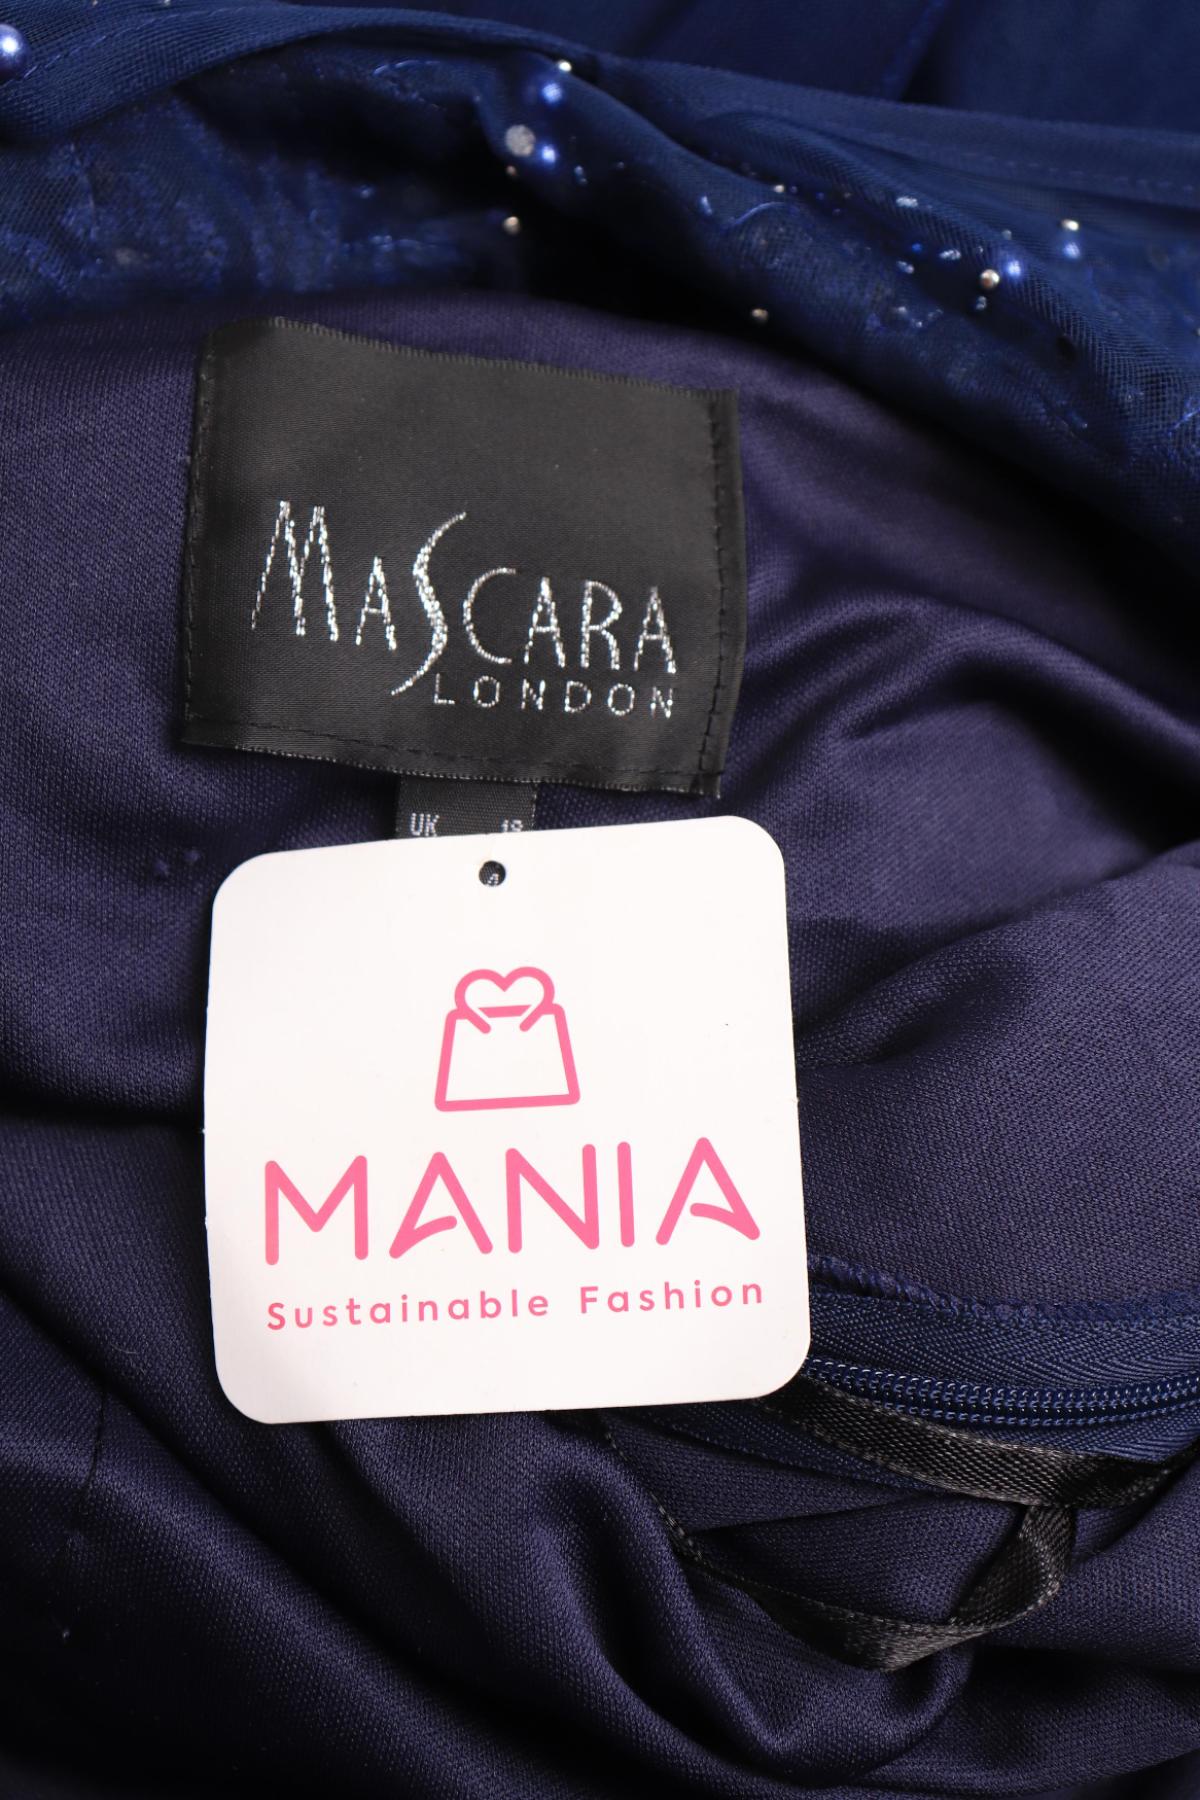 MASCARA
LONDON
UK
MANIA
Sustainable Fashion